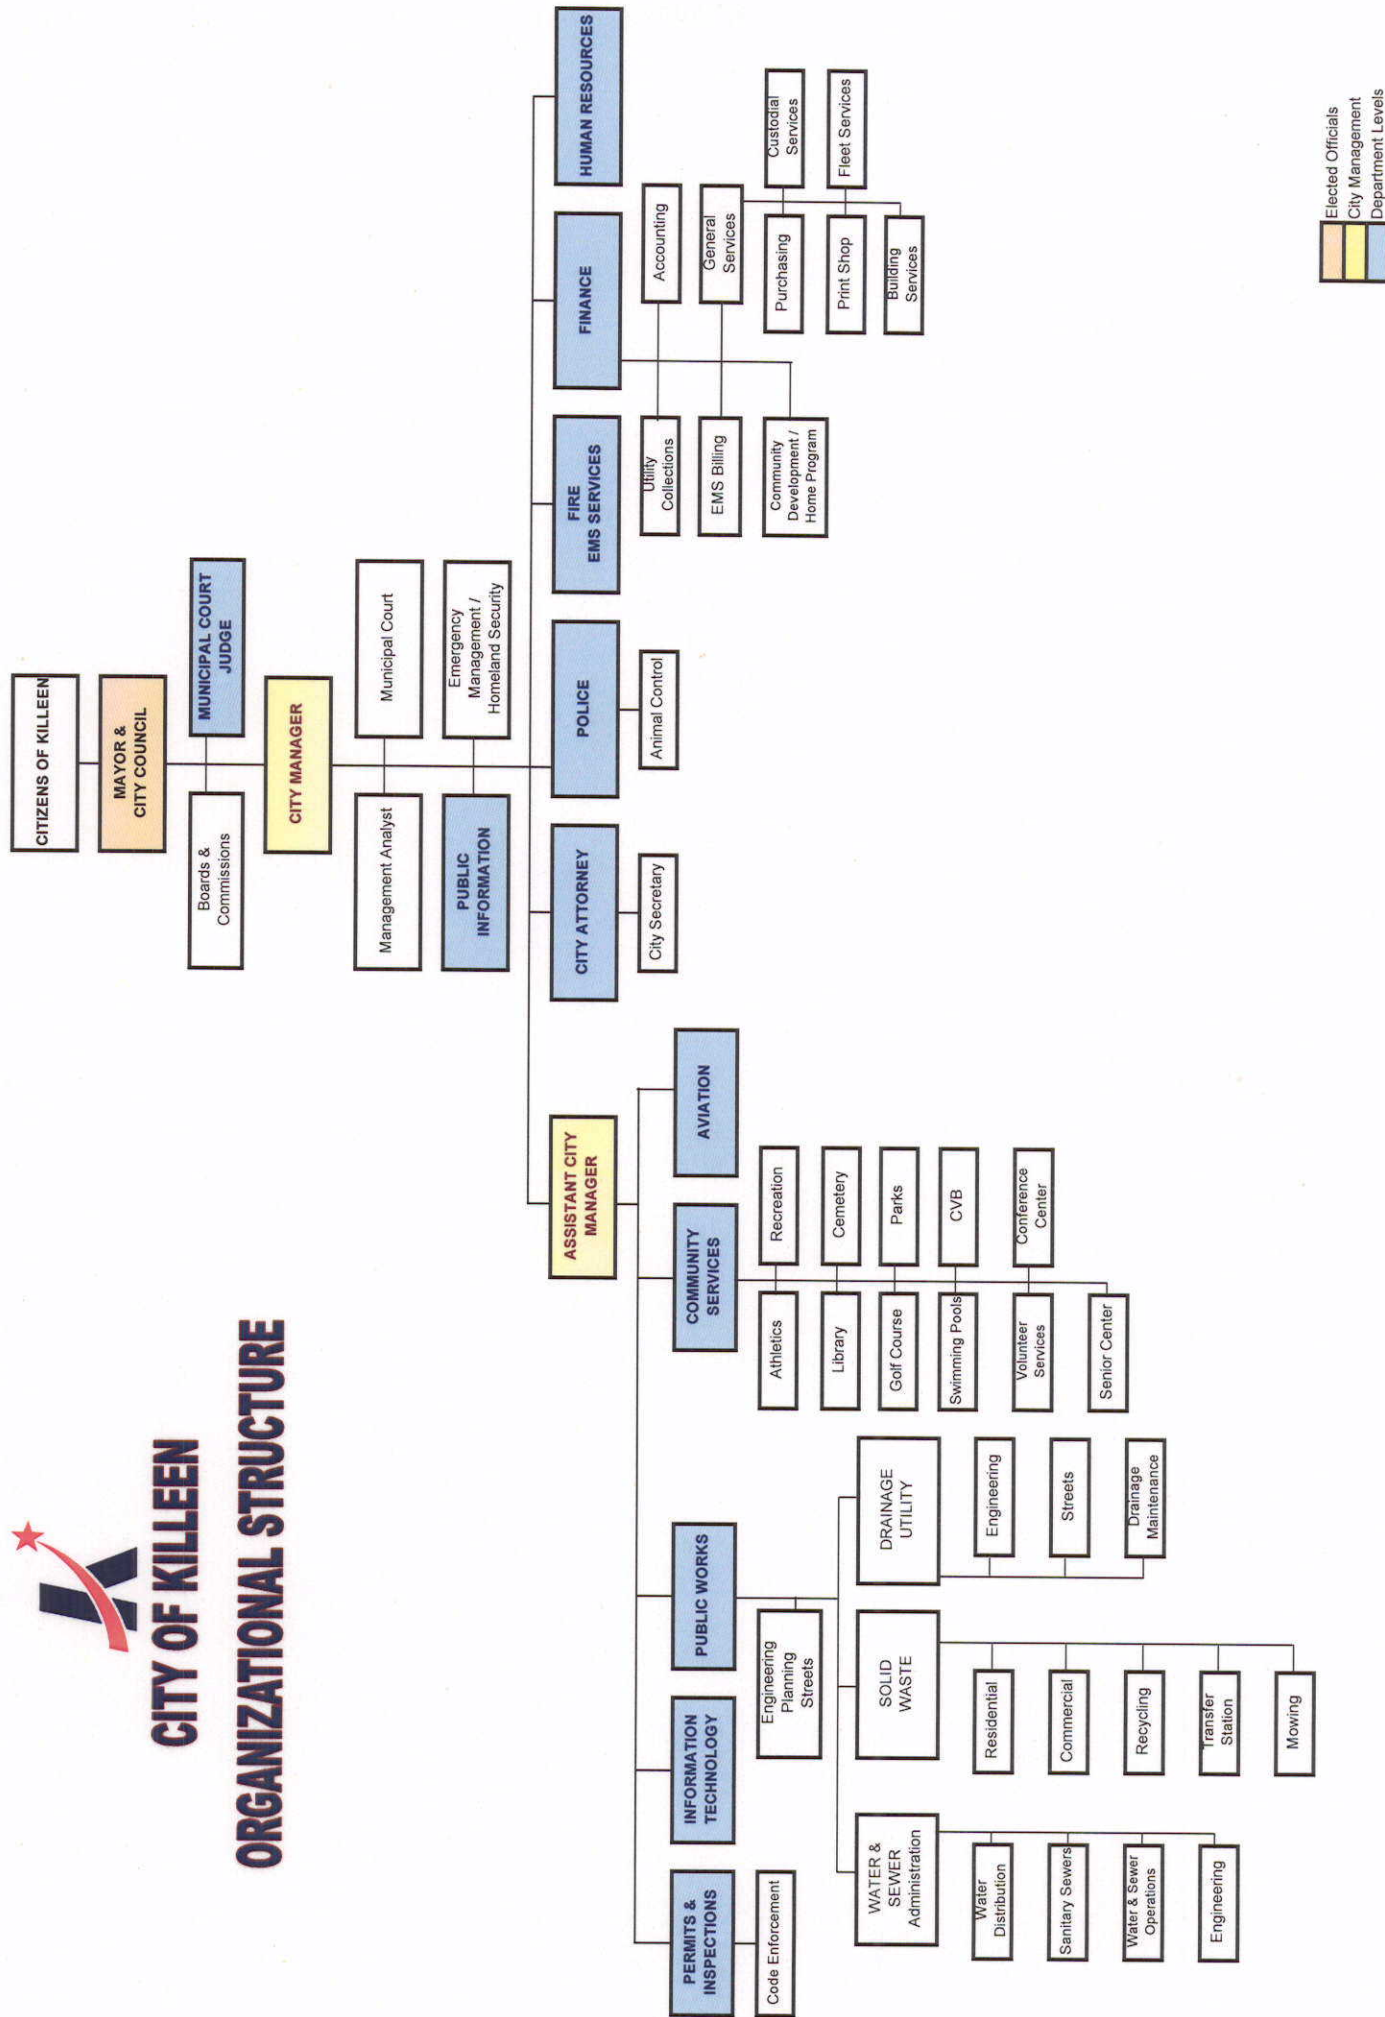 CITY OF KILLEEN
ORGANIZATIONAL STRUCTURE
CITIZENS OF KILLEEN
MAYOR &
CITY COUNCIL
Boards &
Commissions
MUNICIPAL COURT
JUDGE
CITY MANAGER
Management Analyst
Municipal Court
PUBLIC
INFORMATION
Emergency
Management /
Homeland Security
ASSISTANT CITY
MANAGER
CITY ATTORNEY
POLICE
FIRE
EMS SERVICES
FINANCE
HUMAN RESOURCES
City Secretary
Animal Control
Utility
Collections
Accounting
EMS Billing
General
Services
Community
Development /
Home Program
Purchasing
Custodial
Services
Print Shop
Fleet Services
Building
Services
PERMITS &
INSPECTIONS
INFORMATION
TECHNOLOGY
PUBLIC WORKS
COMMUNITY
SERVICES
AVIATION
Code Enforcement
Engineering
Planning
Streets
Athletics
Recreation
Library
Cemetery
Golf Course
Parks
Swimming Pools
CVB
Volunteer
Services
Conference
Center
Senior Center
WATER &
SEWER
Administration
SOLID
WASTE
DRAINAGE
UTILITY
Water
Distribution
Sanitary Sewers
Water & Sewer
Operations
Engineering
Residential
Commercial
Recycling
Transfer
Station
Mowing
Engineering
Streets
Drainage
Maintenance
Elected Officials
City Management
Department Levels